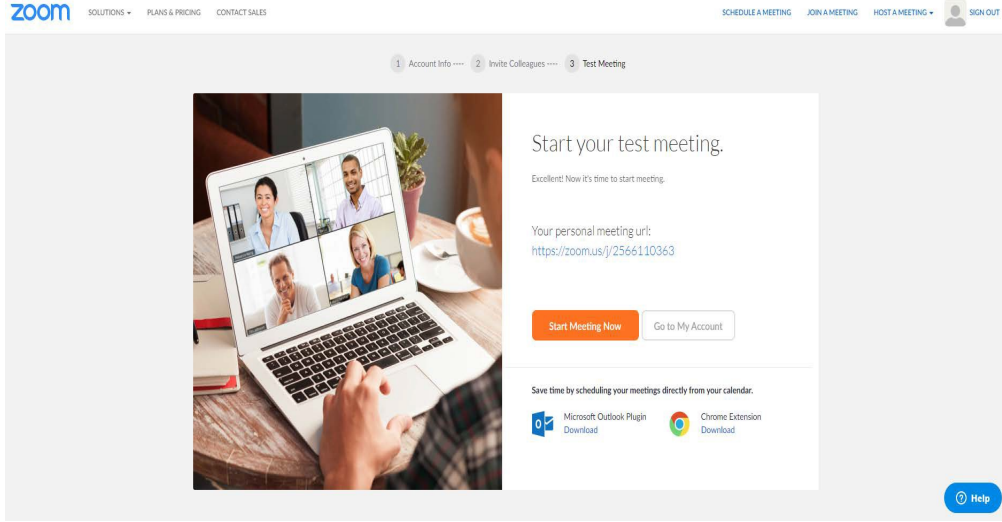 zoom
SOLUTIONS PLANS & PRICING CONTACT SALES SCHEDULE A MEETING JOIN A MEETING HOST A MEETING SIGN OUT
1 Account Info ---- 2 Invite Colleagues ---- 3 Test Meeting
Start your test meeting.
Excellent! Now it's time to start meeting.
Your personal meeting url:
https://zoom.us/j/2566110363
Start Meeting Now Go to My Account
Save time by scheduling your meetings directly from your calendar.
Microsoft Outlook Plugin Chrome Extension
Download Download
Help